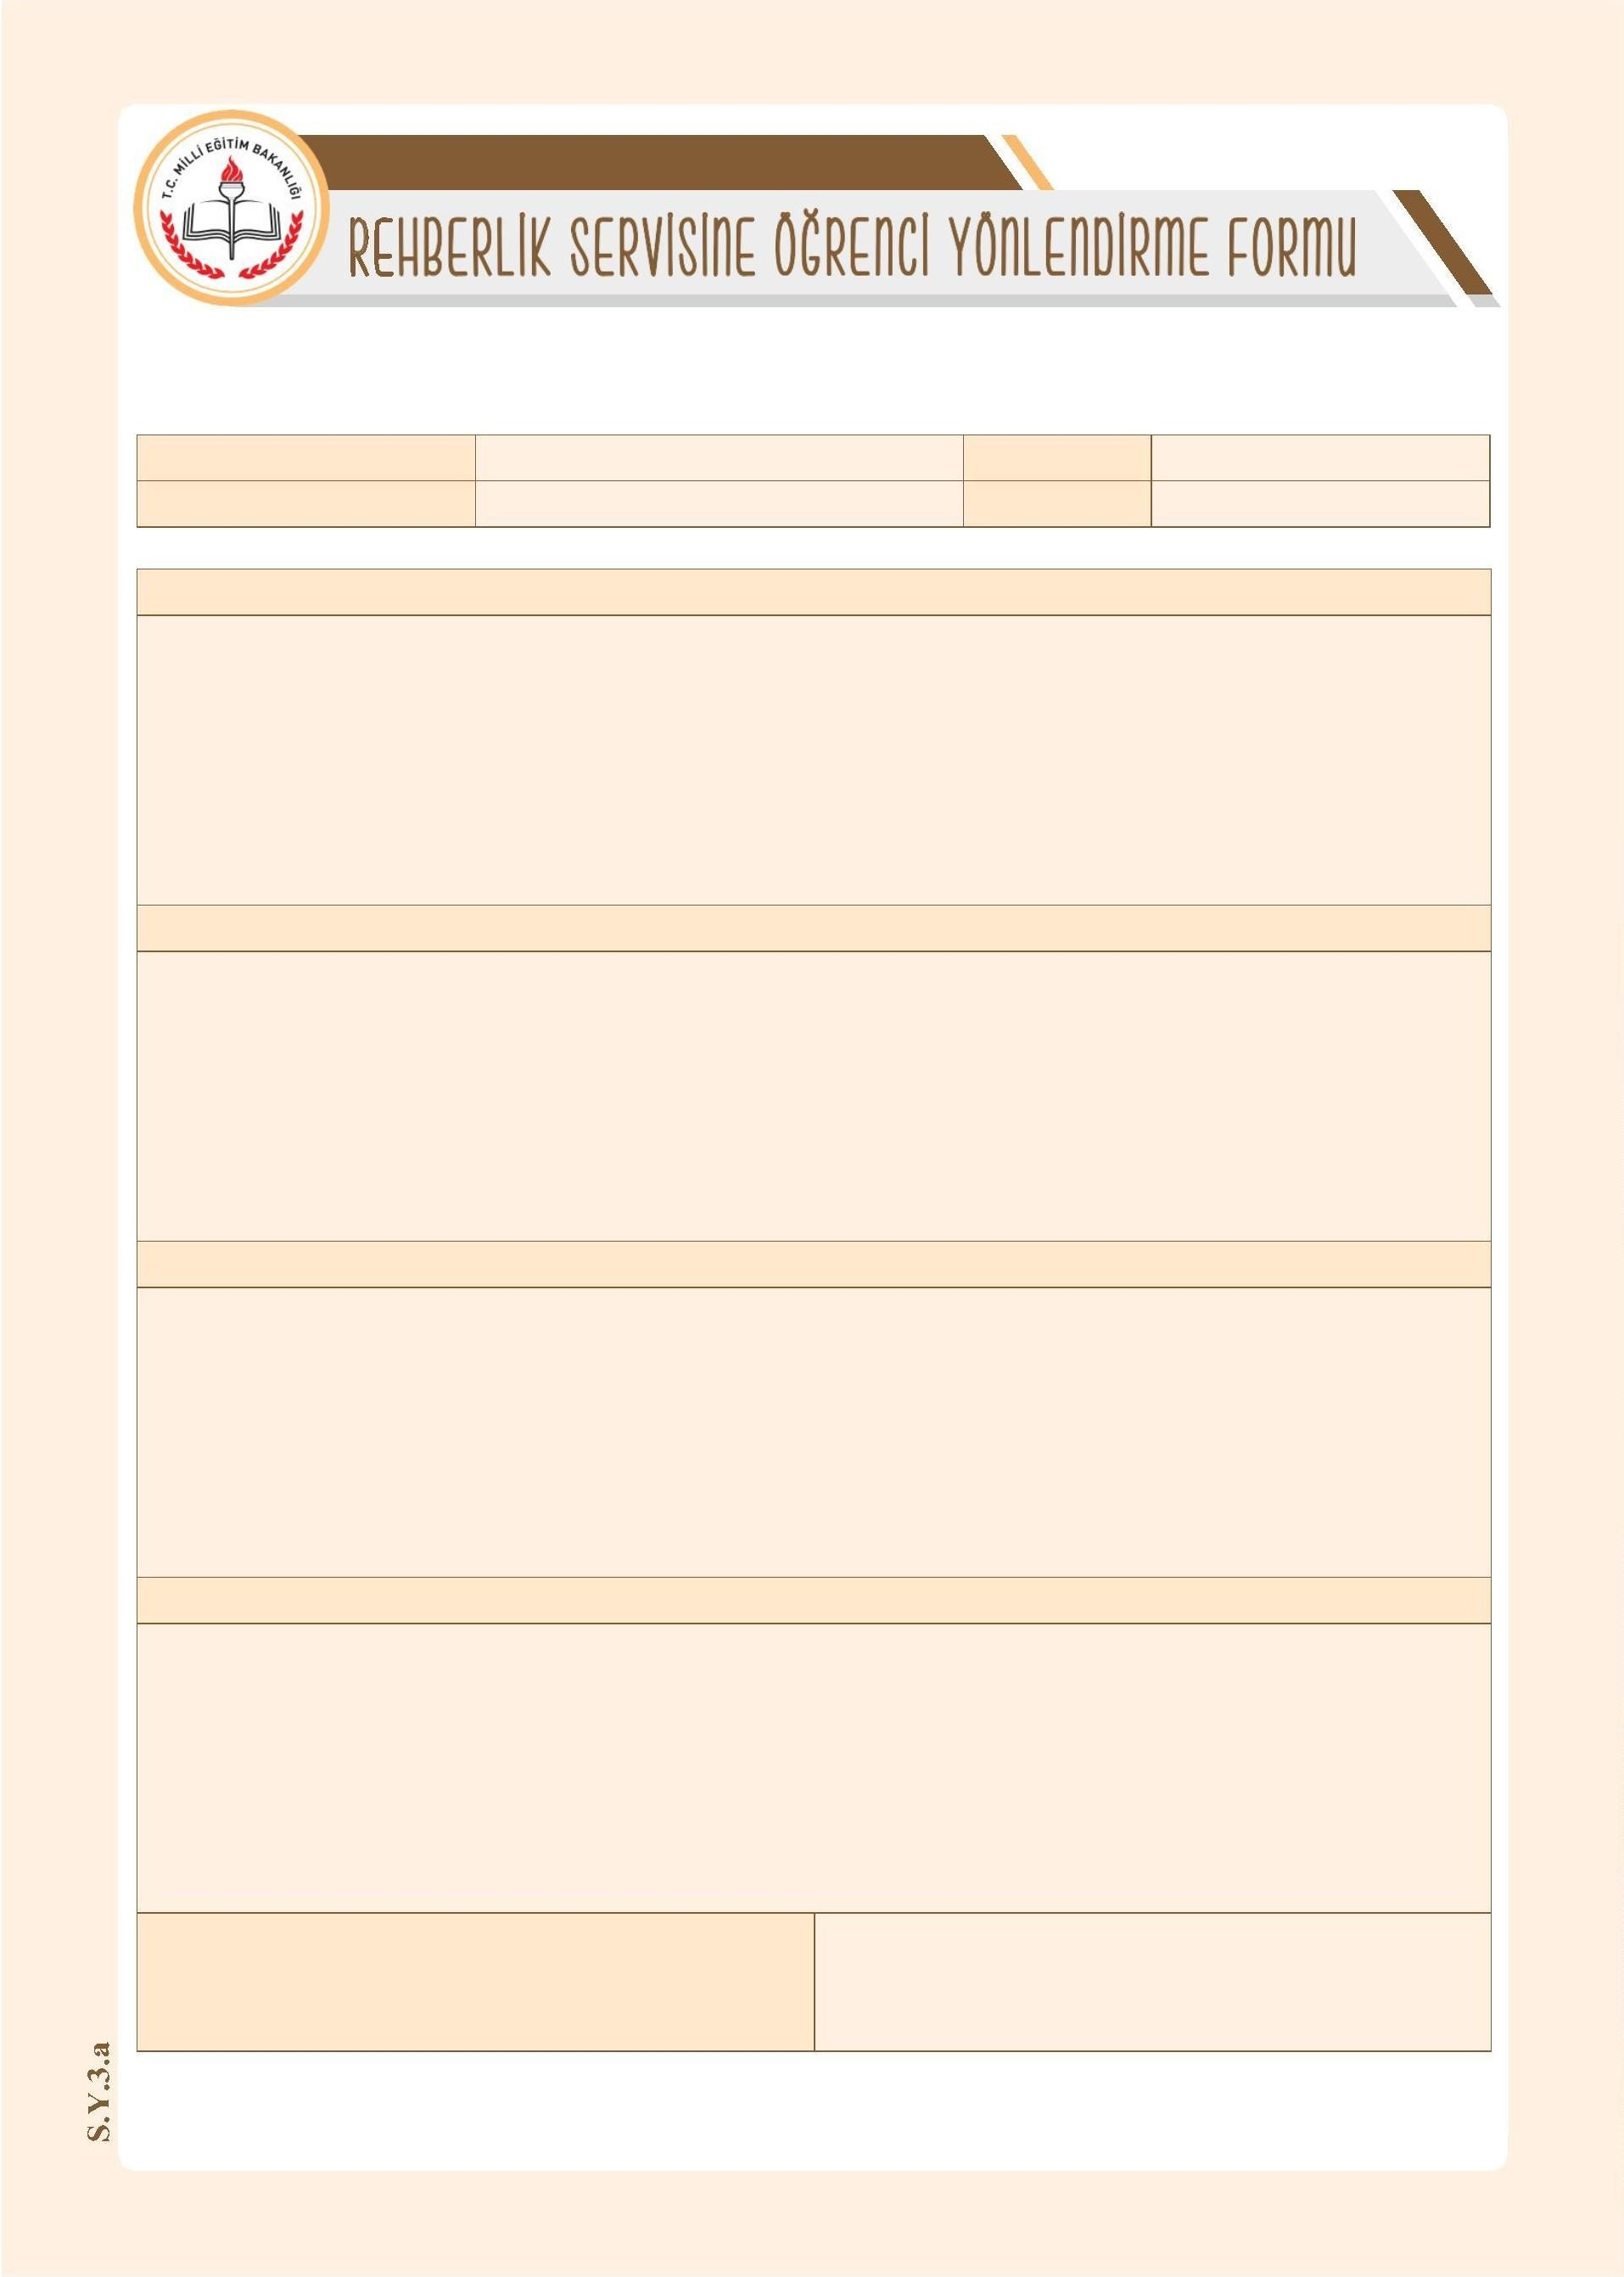 T.C. MİLLİ EĞİTİM BAKANLIĞI
REHBERLİK SERVİSİNE ÖĞRENCİ YÖNLENDİRME FORMU
S.Y.3.a